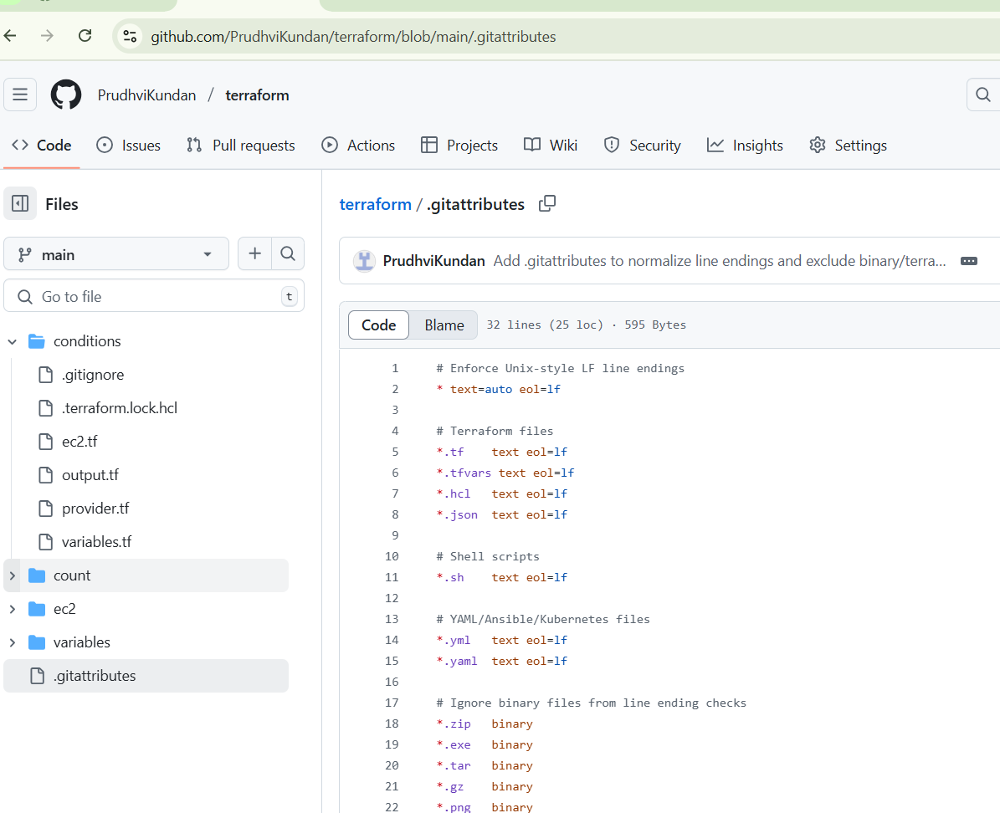 github.com/PrudhviKundan/terraform/blob/main/.gitattributes
PrudhviKundan / terraform
Code Issues Pull requests Actions Projects Wiki Security Insights Settings
Files
main
Go to file t
conditions
.gitignore
.terraform.lock.hcl
ec2.tf
output.tf
provider.tf
variables.tf
count
ec2
variables
.gitattributes
terraform / .gitattributes
PrudhviKundan Add .gitattributes to normalize line endings and exclude binary/terra...
Code Blame 32 lines (25 loc) · 595 Bytes
1 # Enforce Unix-style LF line endings
2 * text=auto eol=lf
3
4 # Terraform files
5 *.tf    text eol=lf
6 *.tfvars text eol=lf
7 *.hcl   text eol=lf
8 *.json  text eol=lf
9
10 # Shell scripts
11 *.sh    text eol=lf
12
13 # YAML/Ansible/Kubernetes files
14 *.yml   text eol=lf
15 *.yaml  text eol=lf
16
17 # Ignore binary files from line ending checks
18 *.zip   binary
19 *.exe   binary
20 *.tar   binary
21 *.gz    binary
22 *.png   binary